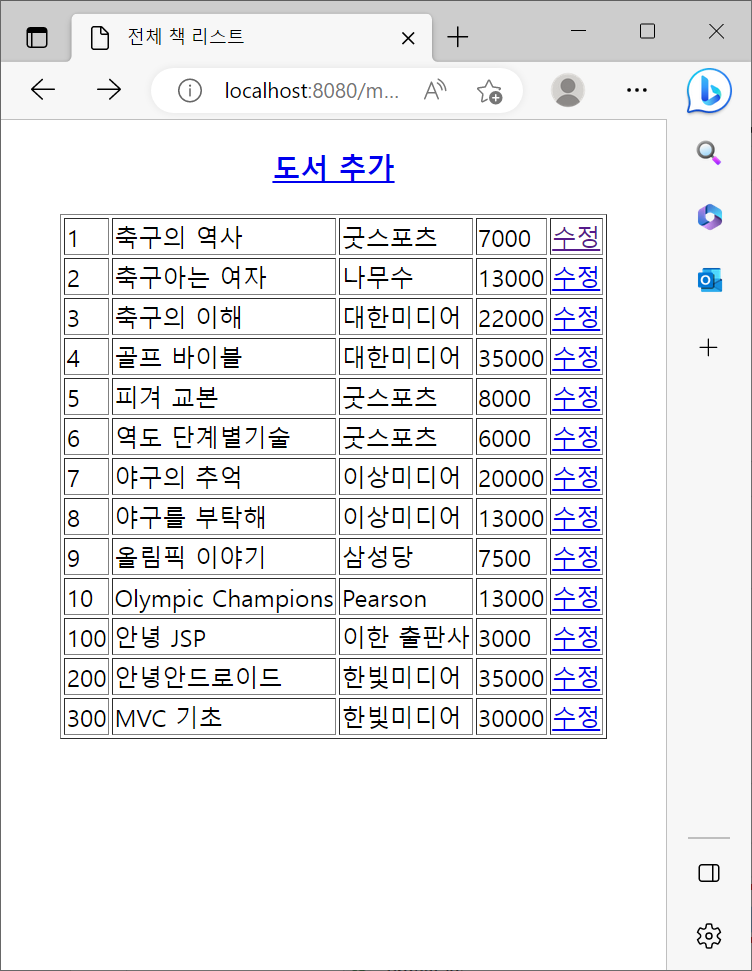 전체 책 리스트
localhost:8080/m...
도서 추가
1 축구의 역사 굿스포츠 7000 수정
2 축구아는 여자 나무수 13000 수정
3 축구의 이해 대한미디어 22000 수정
4 골프 바이블 대한미디어 35000 수정
5 피겨 교본 굿스포츠 8000 수정
6 역도 단계별기술 굿스포츠 6000 수정
7 야구의 추억 이상미디어 20000 수정
8 야구를 부탁해 이상미디어 13000 수정
9 올림픽 이야기 삼성당 7500 수정
10 Olympic Champions Pearson 13000 수정
100 안녕 JSP 이한 출판사 3000 수정
200 안녕안드로이드 한빛미디어 35000 수정
300 MVC 기초 한빛미디어 30000 수정